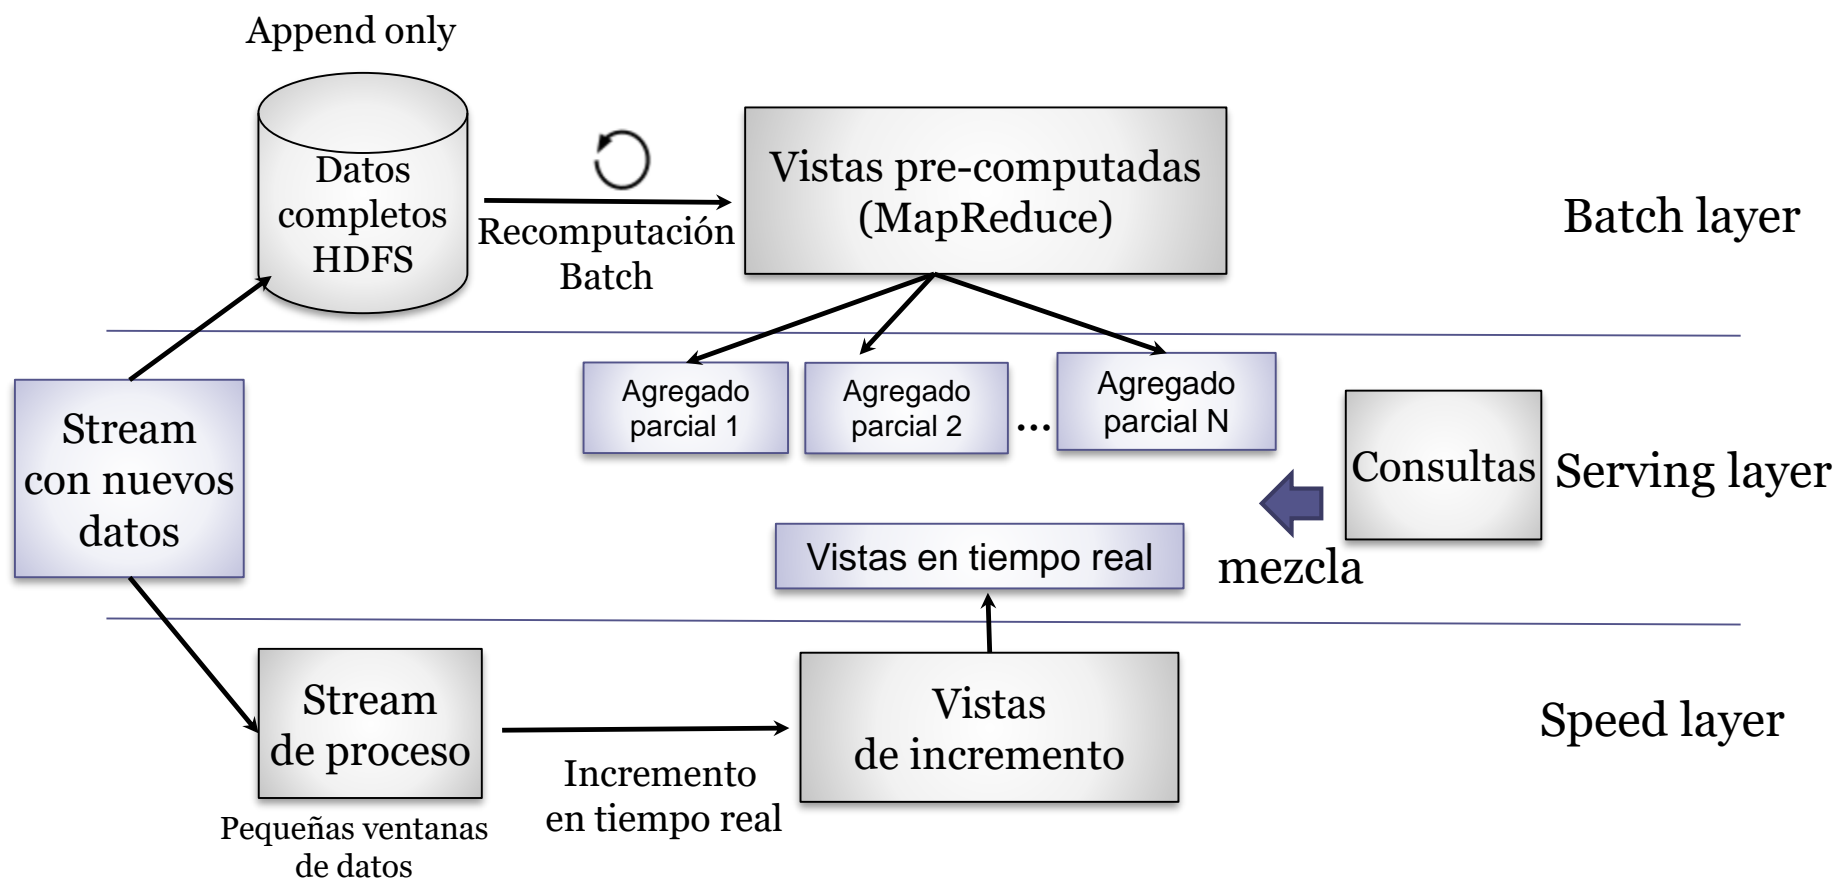 Append only
Datos
completos
HDFS
Recomputación
Batch
Vistas pre-computadas
(MapReduce)
Batch layer
Stream
con nuevos
datos
Agregado
parcial 1
Agregado
parcial 2
...
Agregado
parcial N
Consultas
Serving layer
mezcla
Vistas en tiempo real
Stream
de proceso
Pequeñas ventanas
de datos
Incremento
en tiempo real
Vistas
de incremento
Speed layer